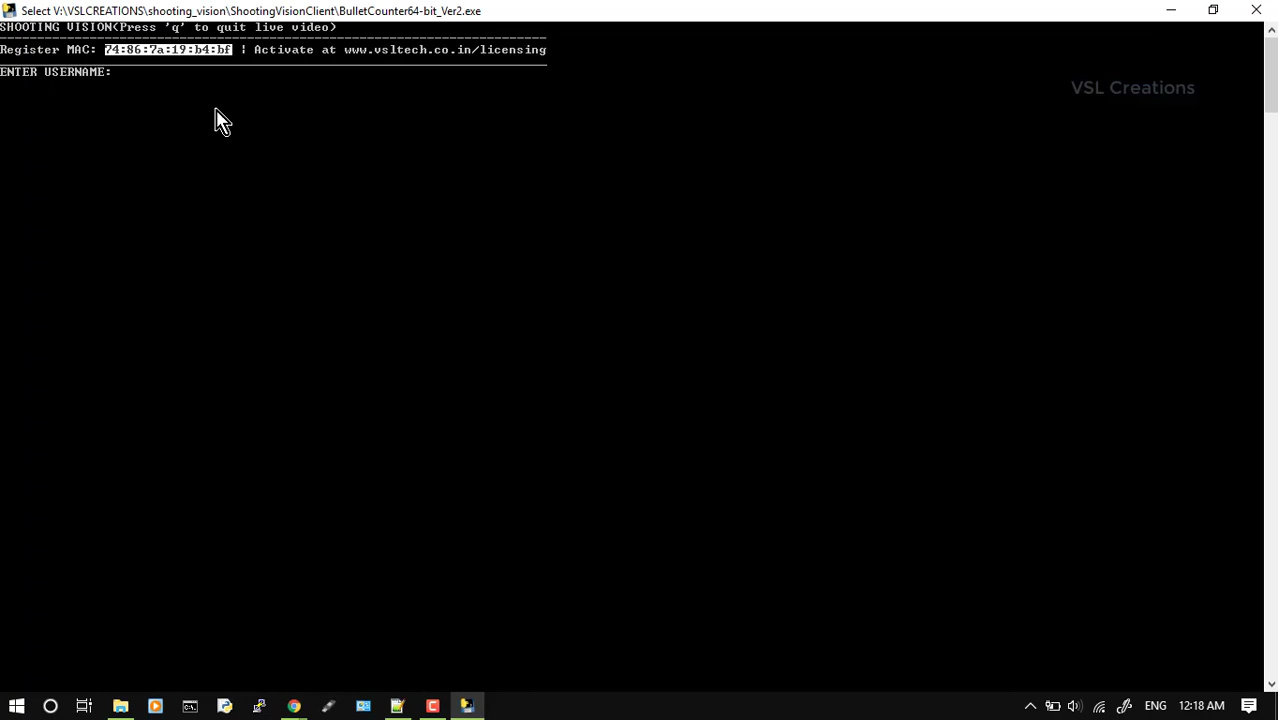 Select V:\VSLCREATIONS\shooting_vision\ShootingVisionClient\BulletCounter64-bit_Ver2.exe
SHOOTING VISION(Press 'q' to quit live video)
Register MAC: 74:86:7a:19:b4:bf | Activate at www.vsltech.co.in/licensing
ENTER USERNAME:
VSL Creations
ENG 12:18 AM